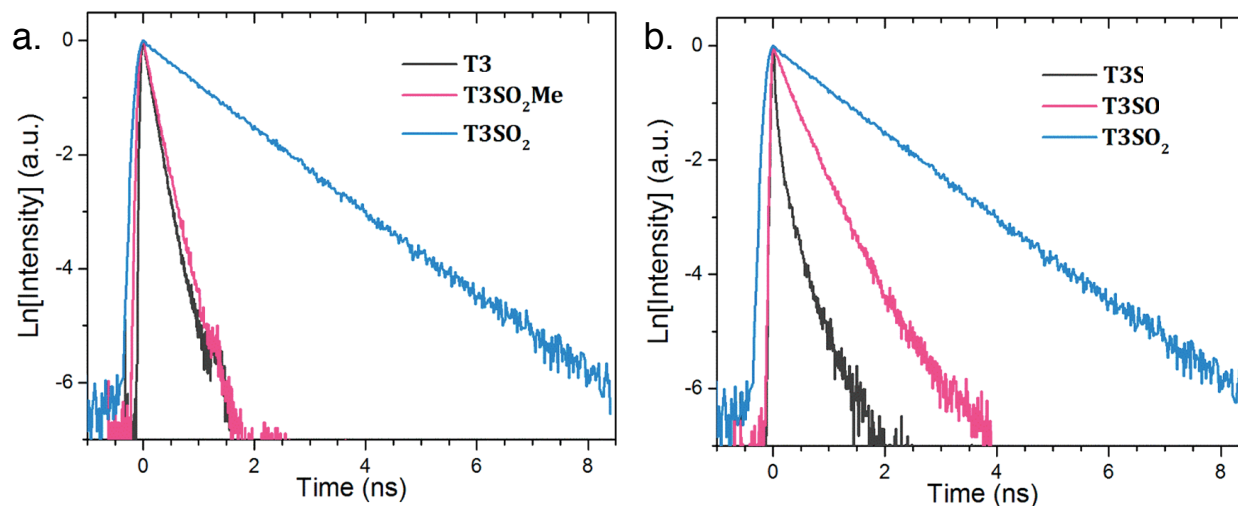 a.
Ln[Intensity] (a.u.)
0
-2
-4
-6
T3
T3SO₂Me
T3SO₂
0 2 4 6 8
Time (ns)
b.
Ln[Intensity] (a.u.)
0
-2
-4
-6
T3S
T3SO
T3SO₂
0 2 4 6 8
Time (ns)